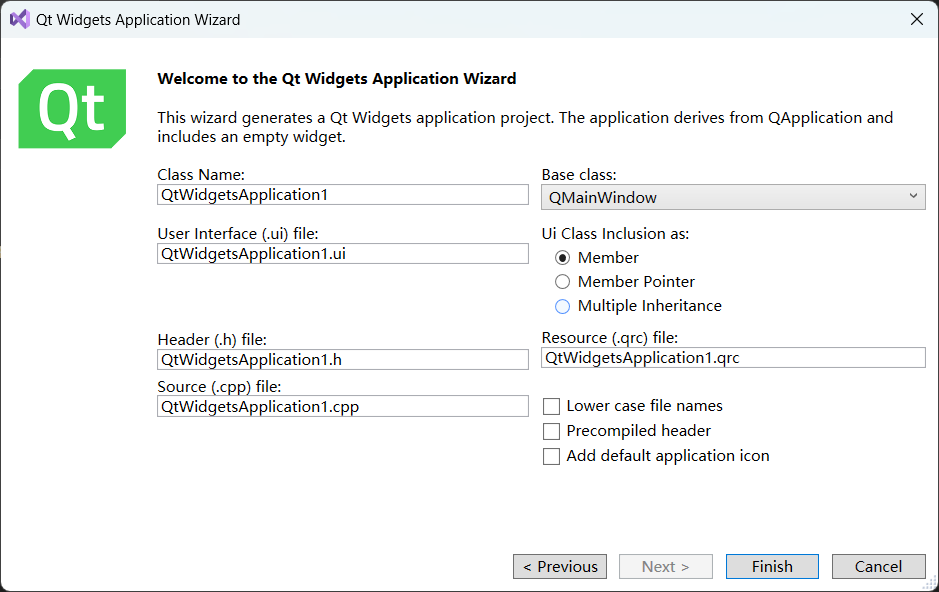 Qt Widgets Application Wizard
Qt
Welcome to the Qt Widgets Application Wizard
This wizard generates a Qt Widgets application project. The application derives from QApplication and
includes an empty widget.
Class Name:
QtWidgetsApplication1
Base class:
QMainWindow
User Interface (.ui) file:
QtWidgetsApplication1.ui
Ui Class Inclusion as:
Member
Member Pointer
Multiple Inheritance
Header (.h) file:
QtWidgetsApplication1.h
Resource (.qrc) file:
QtWidgetsApplication1.qrc
Source (.cpp) file:
QtWidgetsApplication1.cpp
Lower case file names
Precompiled header
Add default application icon
< Previous
Next >
Finish
Cancel